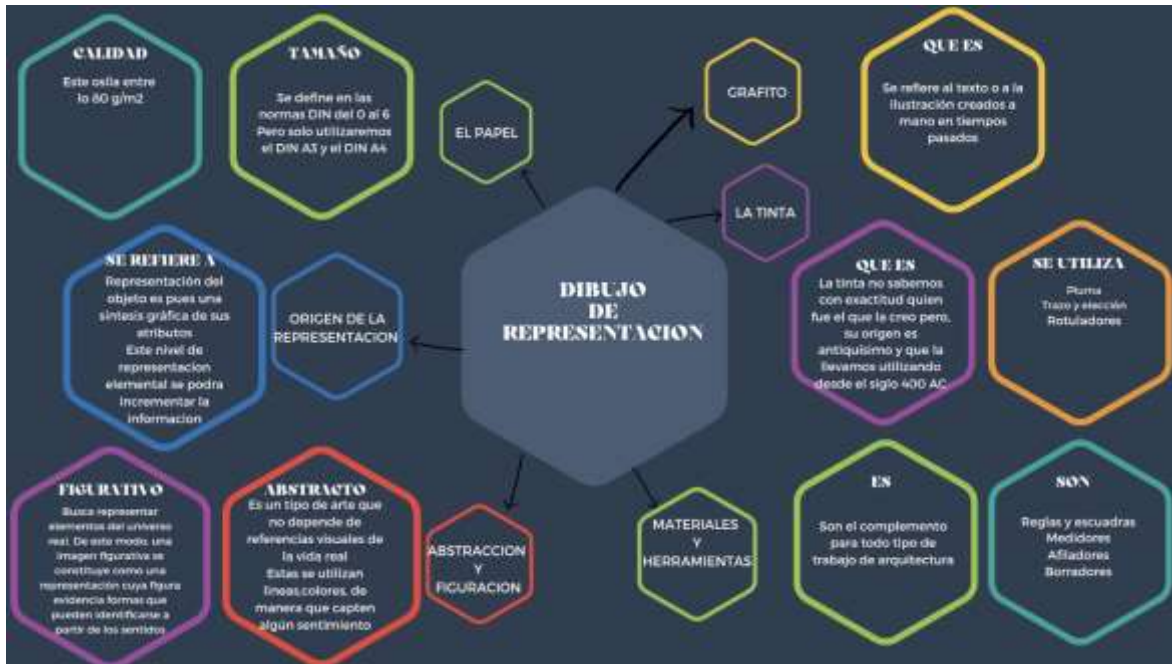 CALIDAD
Este osila entre
lo 80 g/m2
TAMAÑO
Se define en las
normas DIN del 0 al 6
Pero solo utilizaremos
el DIN A3 y el DIN A4
EL PAPEL
GRAFITO
QUE ES
Se refiere al texto o a la
ilustración creados a
mano en tiempos
pasados
LA TINTA
SE REFIERE A
Representación del
objeto es pues una
síntesis gráfica de sus
atributos
Este nivel de
representacion
elemental se podra
incrementar la
informacion
ORIGEN DE LA
REPRESENTACION
DIBUJO
DE
REPRESENTACION
QUE ES
La tinta no sabemos
con exactitud quien
fue el que la creo pero,
su origen es
antiquísimo y que la
llevamos utilizando
desde el siglo 400 AC
SE UTILIZA
Pluma
Trazo y elección
Rotuladores
FIGURATIVO
Busca representar
elementos del universo
real. De este modo, una
imagen figurativa se
constituye como una
representación cuya figura
evidencia formas que
pueden identificarse a
partir de los sentidos
ABSTRACTO
Es un tipo de arte que
no depende de
referencias visuales de
la vida real
Estas se utilizan
lineas,colores, de
manera que capten
algún sentimiento
ABSTRACCION
Y
FIGURACION
MATERIALES
Y
HERRAMIENTAS
ES
Son el complemento
para todo tipo de
trabajo de arquitectura
SON
Reglas y escuadras
Medidores
Afiladores
Borradores